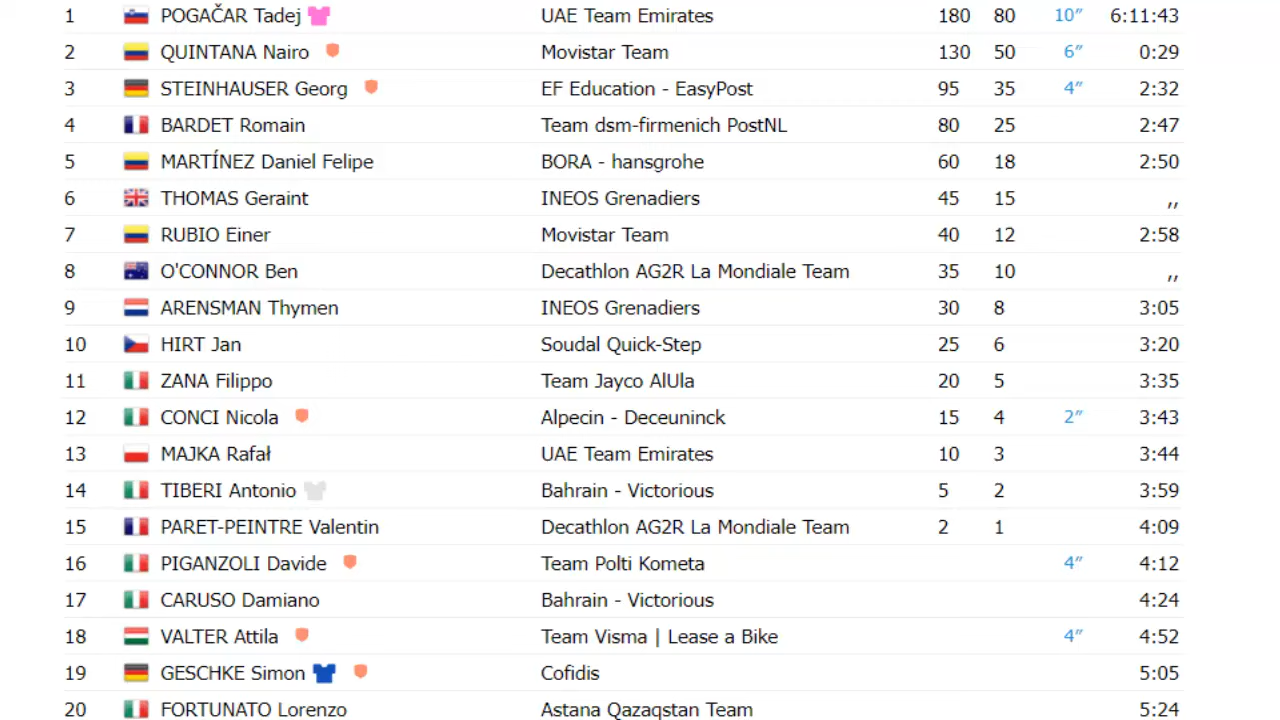 1 POGAČAR Tadej UAE Team Emirates 180 80 10″ 6:11:43
2 QUINTANA Nairo Movistar Team 130 50 6″ 0:29
3 STEINHAUSER Georg EF Education - EasyPost 95 35 4″ 2:32
4 BARDET Romain Team dsm-firmenich PostNL 80 25 2:47
5 MARTÍNEZ Daniel Felipe BORA - hansgrohe 60 18 2:50
6 THOMAS Geraint INEOS Grenadiers 45 15 ,,
7 RUBIO Einer Movistar Team 40 12 2:58
8 O'CONNOR Ben Decathlon AG2R La Mondiale Team 35 10 ,,
9 ARENSMAN Thymen INEOS Grenadiers 30 8 3:05
10 HIRT Jan Soudal Quick-Step 25 6 3:20
11 ZANA Filippo Team Jayco AlUla 20 5 3:35
12 CONCI Nicola Alpecin - Deceuninck 15 4 2″ 3:43
13 MAJKA Rafał UAE Team Emirates 10 3 3:44
14 TIBERI Antonio Bahrain - Victorious 5 2 3:59
15 PARET-PEINTRE Valentin Decathlon AG2R La Mondiale Team 2 1 4:09
16 PIGANZOLI Davide Team Polti Kometa 4″ 4:12
17 CARUSO Damiano Bahrain - Victorious 4:24
18 VALTER Attila Team Visma | Lease a Bike 4″ 4:52
19 GESCHKE Simon Cofidis 5:05
20 FORTUNATO Lorenzo Astana Qazaqstan Team 5:24